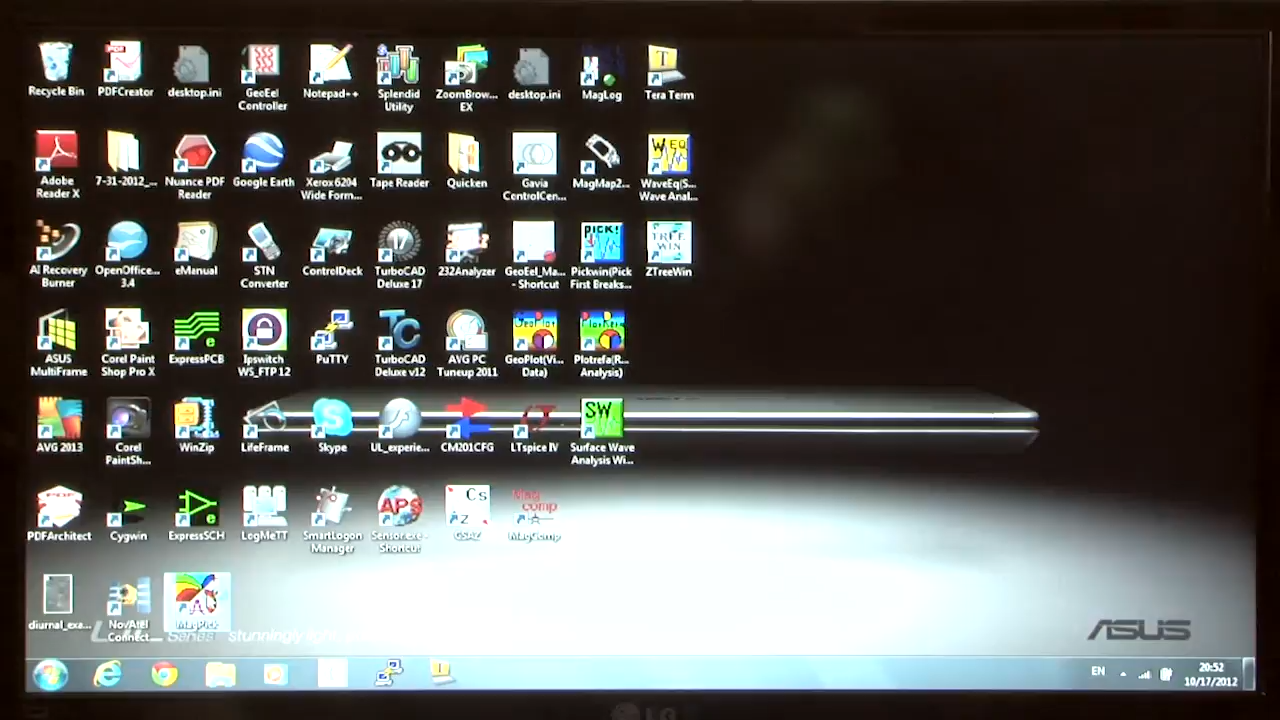 Recycle Bin
PDFCreator
desktop.ini
GeoEel
Controller
Notepad++
Splendid
Utility
ZoomBrow...
EX
desktop.ini
MagLog
Tera Term
Adobe
Reader X
7-31-2012_...
Nuance PDF
Reader
Google Earth
Xerox 6204
Wide Form...
Tape Reader
Quicken
Gavia
ControlCen...
MagMap2...
WaveEq(S...
Wave Anal...
AI Recovery
Burner
OpenOffice...
3.4
eManual
STN
Converter
ControlDeck
TurboCAD
Deluxe 17
232Analyzer
GeoEel_Ma...
- Shortcut
Pickwin(Pick
First Breaks...
ZTreeWin
ASUS
MultiFrame
Corel Paint
Shop Pro X
ExpressPCB
Ipswitch
WS_FTP 12
PuTTY
TurboCAD
Deluxe v12
AVG PC
Tuneup 2011
GeoPlot(Vi...
Data)
Plotrefa(R...
Analysis)
AVG 2013
Corel
PaintSh...
WinZip
LifeFrame
Skype
UL_experie...
CM201CFG
LTspice IV
Surface Wave
Analysis Wi...
PDFArchitect
Cygwin
ExpressSCH
LogMeTT
SmartLogon
Manager
Sensor.exe -
Shortcut
GSAZ
MagComp
diurnal_exa...
NovAtel
Connect
MagPick
Series
ASUS
EN
20:52
10/17/2012
LG